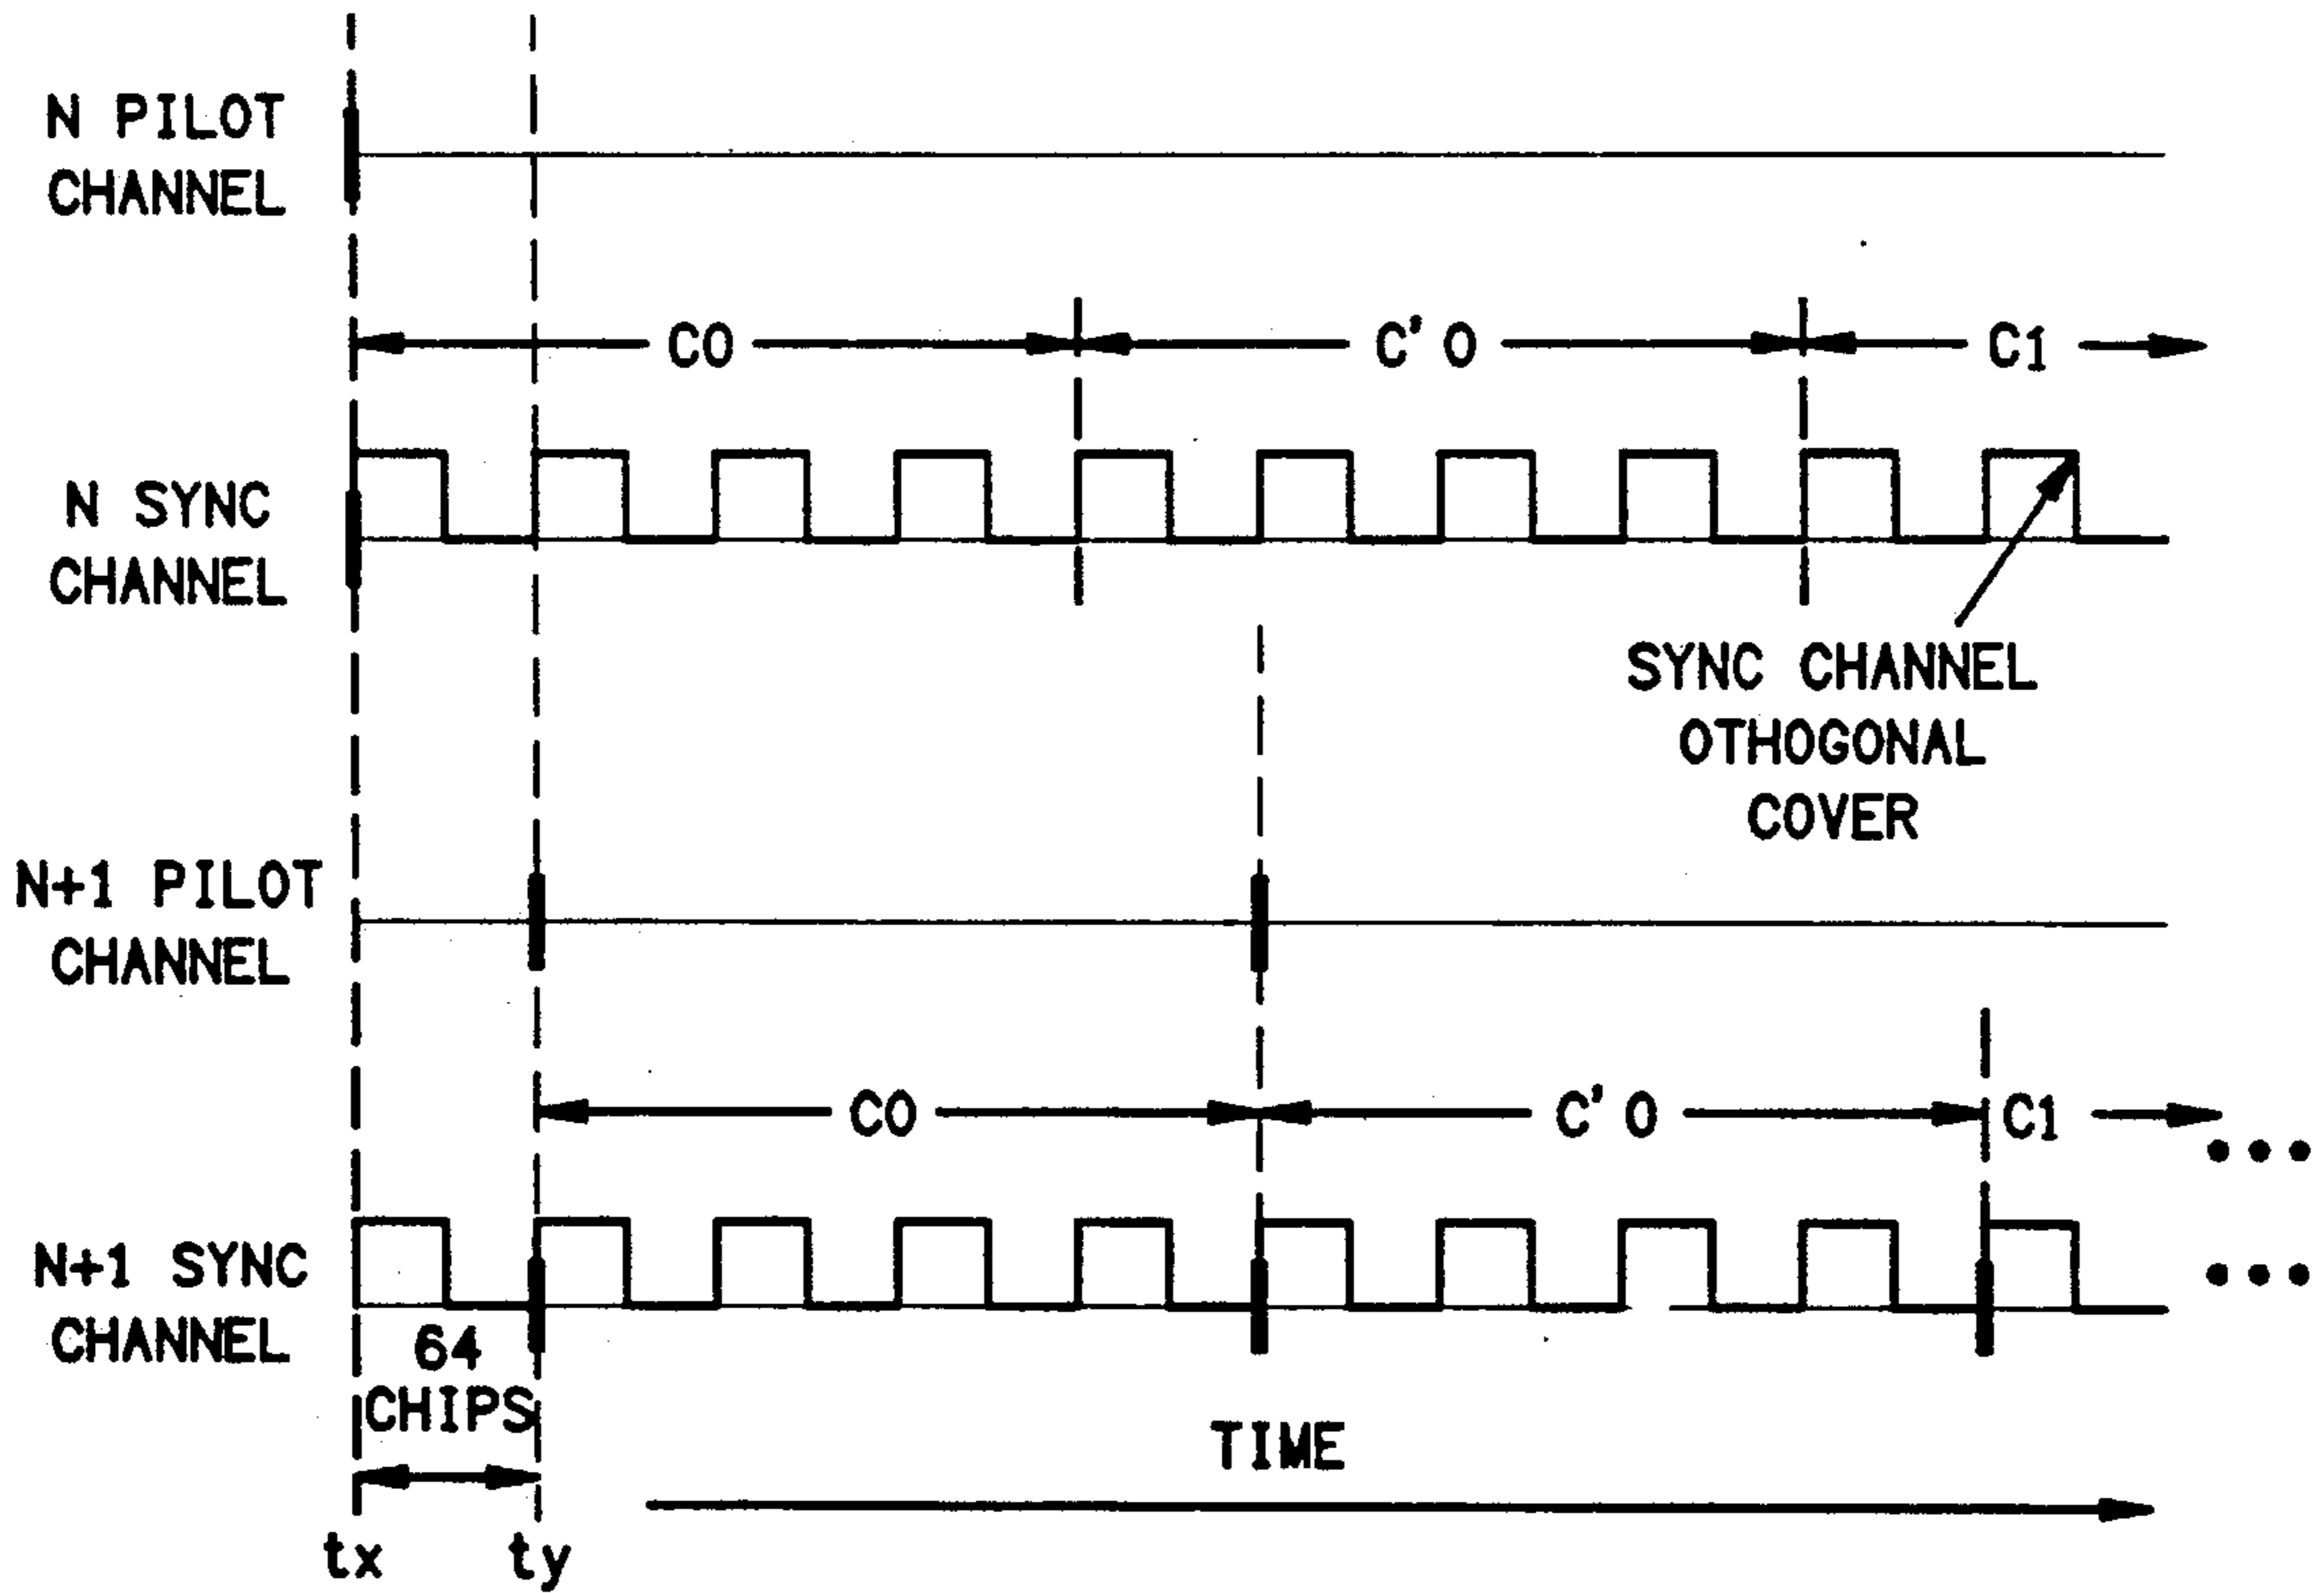 N PILOT
CHANNEL
C0 C'0 C1
N SYNC
CHANNEL
SYNC CHANNEL
OTHOGONAL
COVER
N+1 PILOT
CHANNEL
C0 C'0 C1
N+1 SYNC
CHANNEL
64
CHIPS
TIME
tx ty